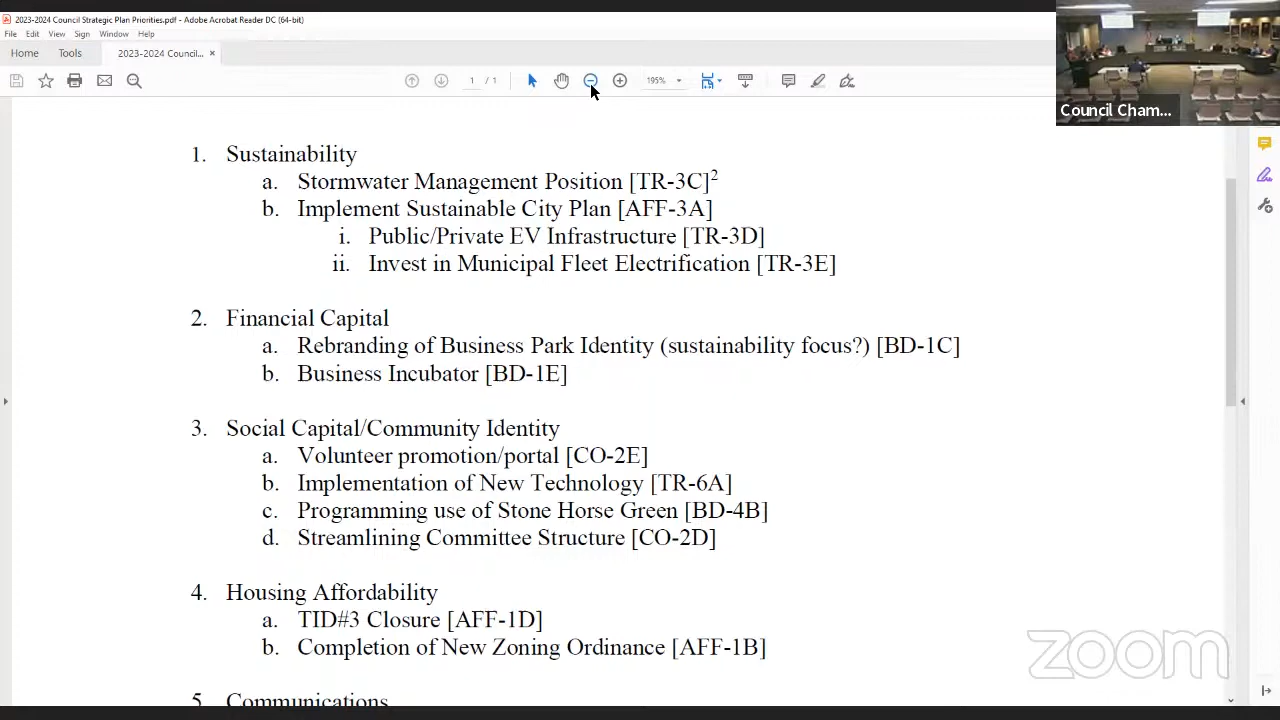 2023-2024 Council Strategic Plan Priorities.pdf - Adobe Acrobat Reader DC (64-bit)
File Edit View Sign Window Help
Home Tools 2023-2024 Council... ×
1 / 195%
Council Cham...
1. Sustainability
a. Stormwater Management Position [TR-3C]²
b. Implement Sustainable City Plan [AFF-3A]
i. Public/Private EV Infrastructure [TR-3D]
ii. Invest in Municipal Fleet Electrification [TR-3E]
2. Financial Capital
a. Rebranding of Business Park Identity (sustainability focus?) [BD-1C]
b. Business Incubator [BD-1E]
3. Social Capital/Community Identity
a. Volunteer promotion/portal [CO-2E]
b. Implementation of New Technology [TR-6A]
c. Programming use of Stone Horse Green [BD-4B]
d. Streamlining Committee Structure [CO-2D]
4. Housing Affordability
a. TID#3 Closure [AFF-1D]
b. Completion of New Zoning Ordinance [AFF-1B]
zoom
5. Communications